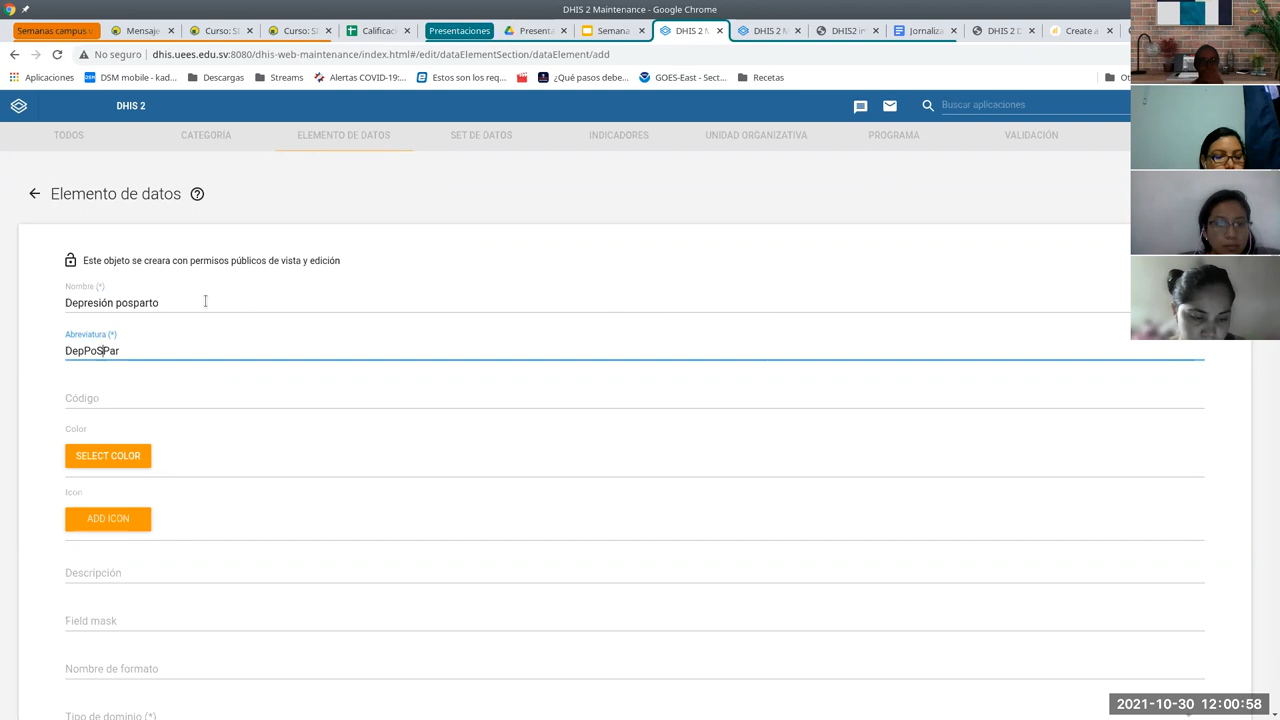 DHIS 2 Maintenance - Google Chrome
Semanas campus v
Mensaje
Curso: SI
Curso: SI
Calificac
Presentaciones
Present
Semana
DHIS 2 M
DHIS 2 M
DHIS2 in
Jornaliz
DHIS 2 D
Create a
No seguro | dhis.uees.edu.sv:8080/dhis-web-maintenance/index.html#/edit/dataElementSection/dataElement/add
Aplicaciones
DSM mobile - kad...
Descargas
Streams
Alertas COVID-19:...
Estos son los rea...
¿Qué pasos debe...
GOES-East - Sect...
Recetas
DHIS 2
Buscar aplicaciones
TODOS
CATEGORÍA
ELEMENTO DE DATOS
SET DE DATOS
INDICADORES
UNIDAD ORGANIZATIVA
PROGRAMA
VALIDACIÓN
Elemento de datos
Este objeto se creara con permisos públicos de vista y edición
Nombre (*)
Depresión posparto
Abreviatura (*)
DepPoSPar
Código
Color
SELECT COLOR
Icon
ADD ICON
Descripción
Field mask
Nombre de formato
Tipo de dominio (*)
2021-10-30 12:00:58